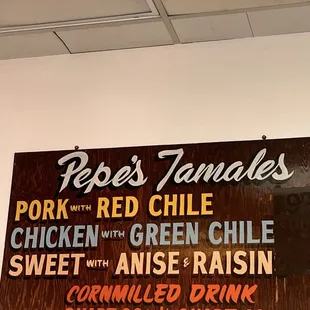 Pepe's Tamales
PORK WITH RED CHILE
CHICKEN WITH GREEN CHILE
SWEET WITH ANISE & RAISIN
CORNMILLED DRINK